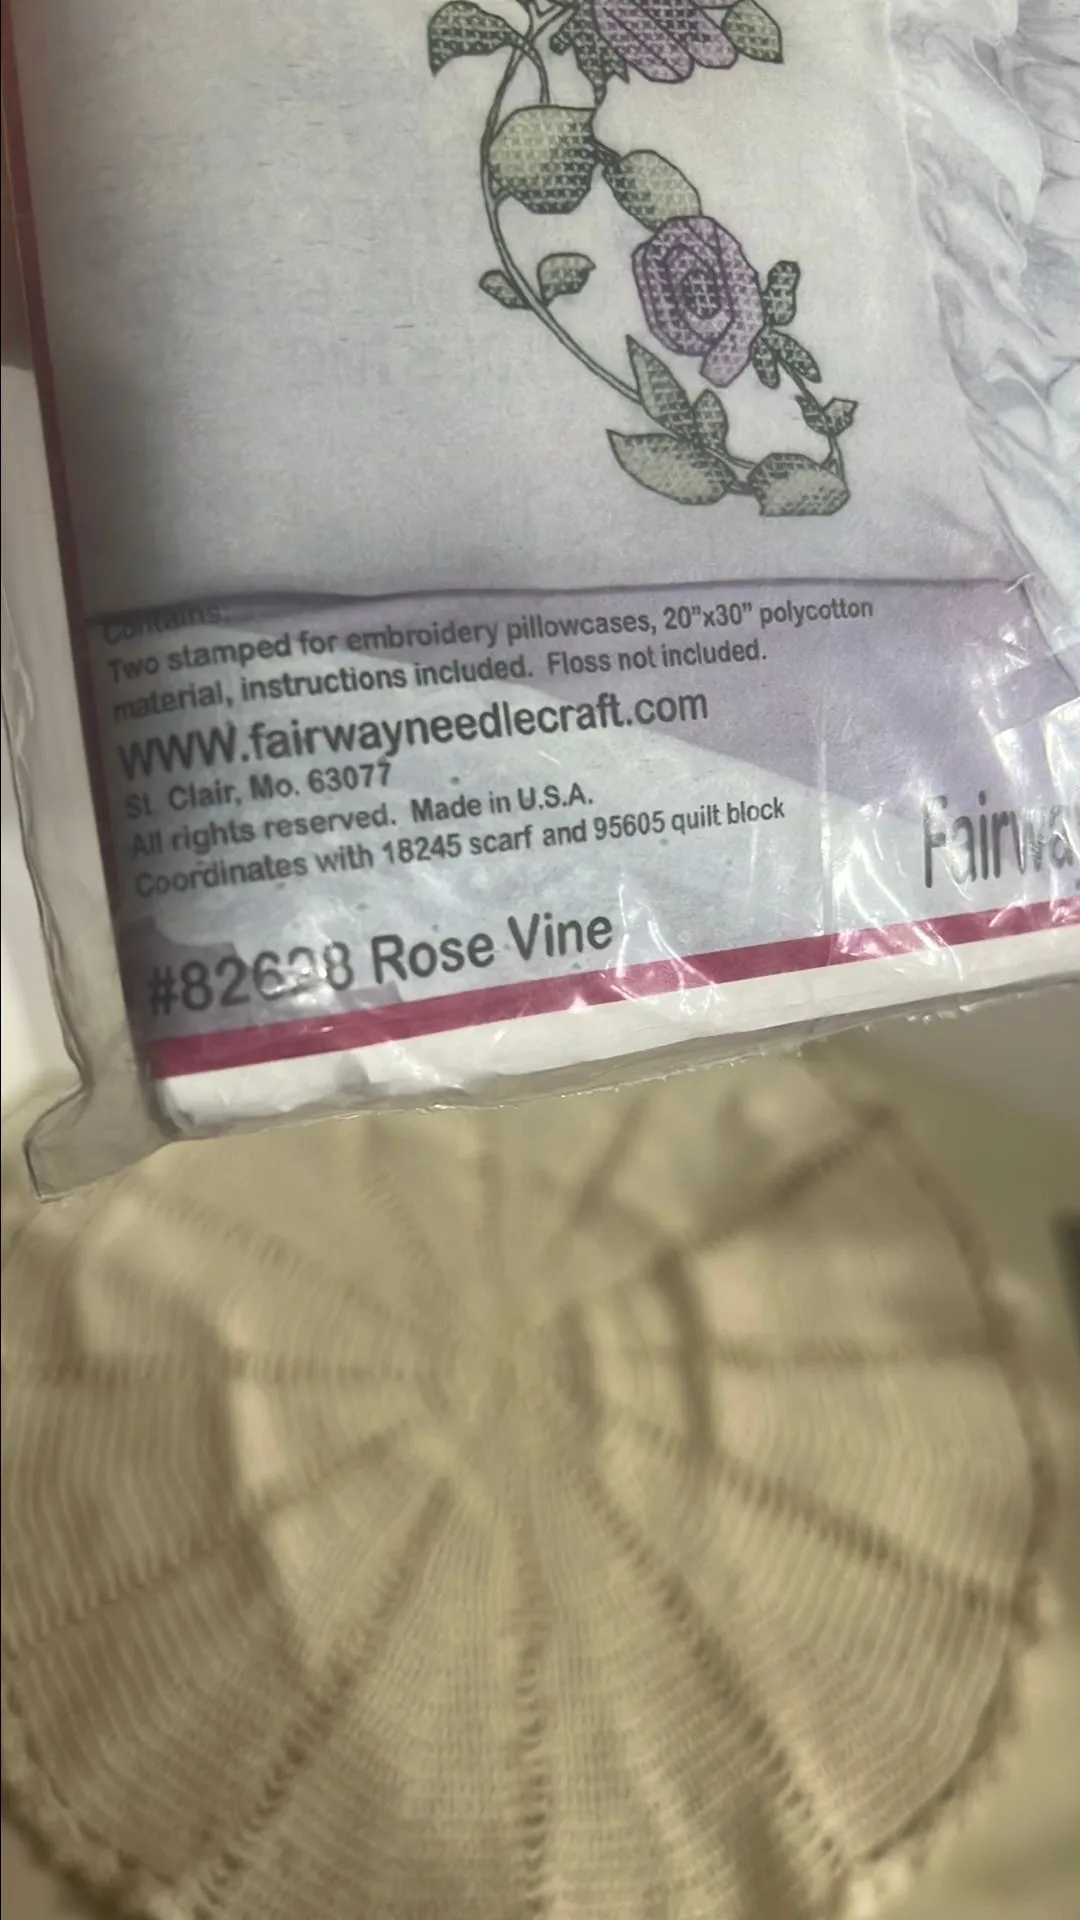 Contains:
Two stamped for embroidery pillowcases, 20"x30" polycotton
material, instructions included. Floss not included.
www.fairwayneedlecraft.com
St. Clair, Mo. 63077
All rights reserved. Made in U.S.A.
Coordinates with 18245 scarf and 95605 quilt block
Fairwa
Rose Vine